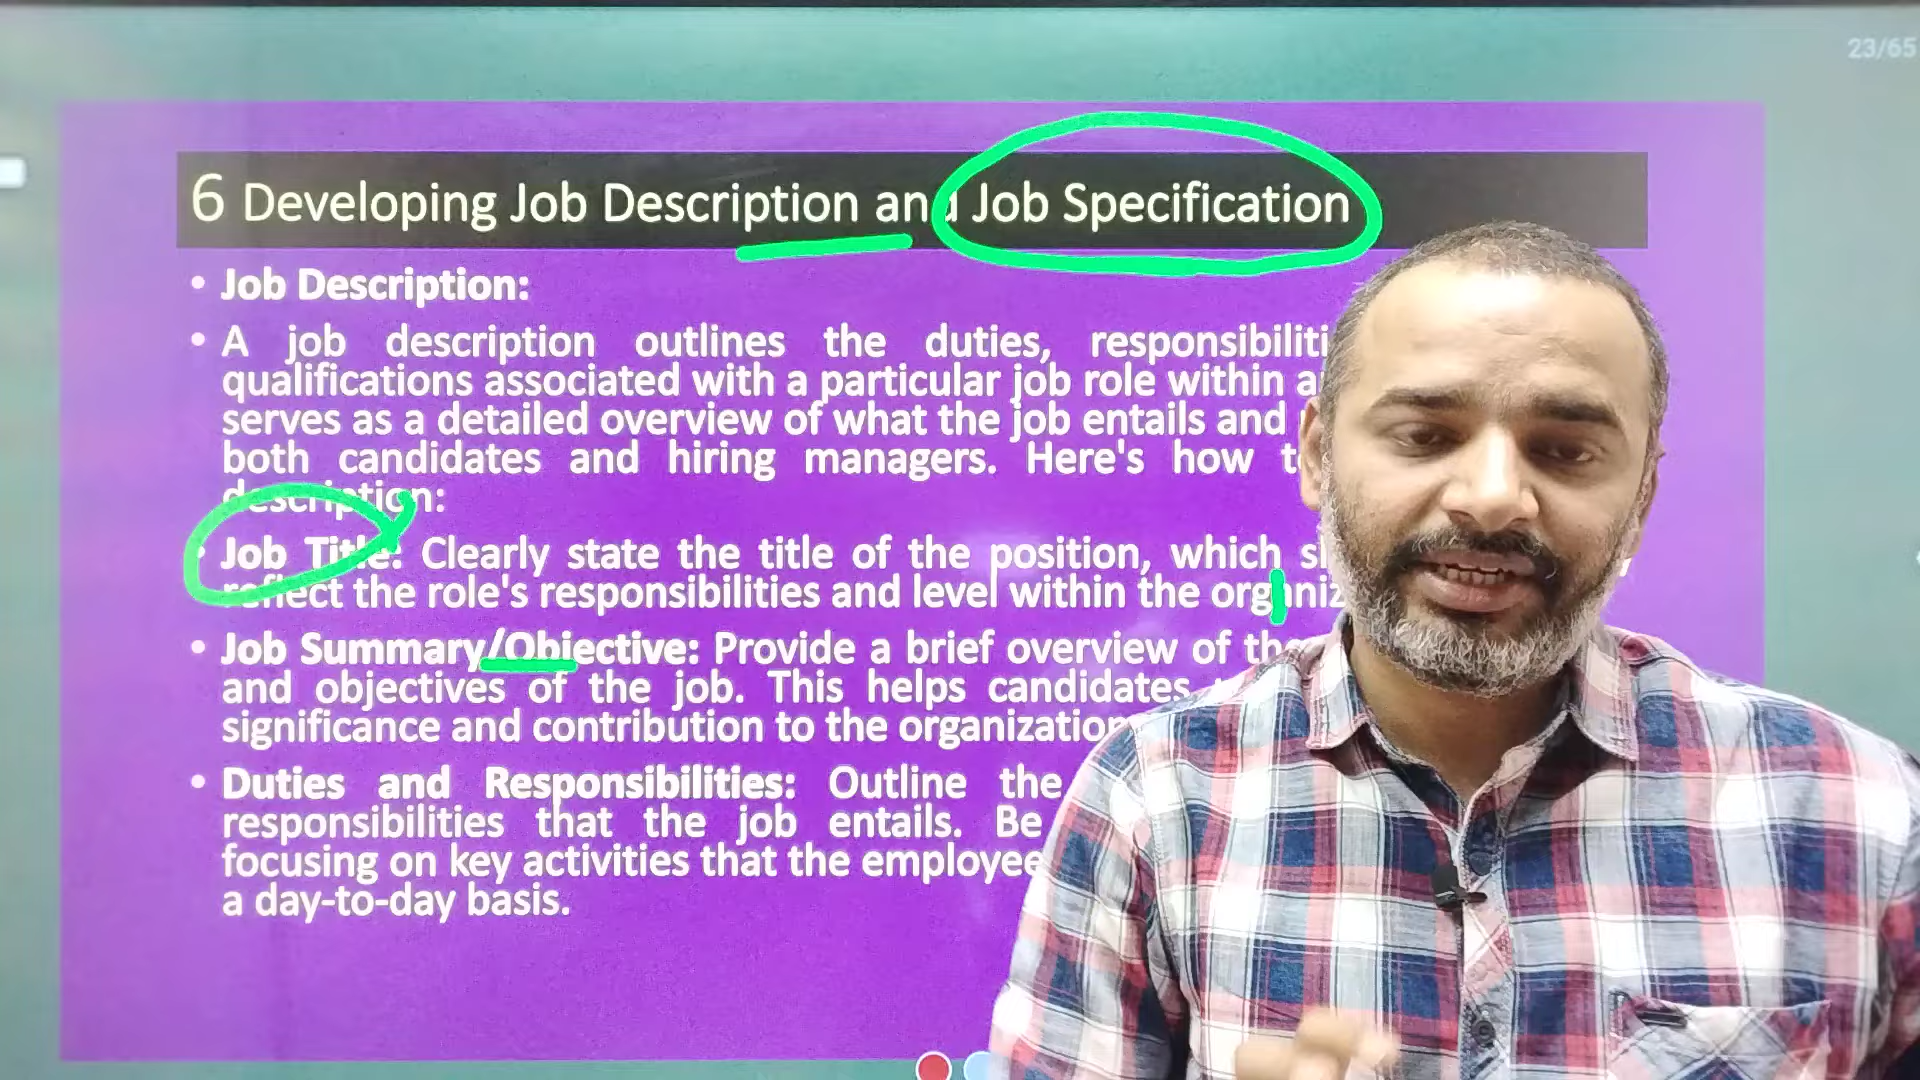 23/65
6 Developing Job Description and Job Specification
• Job Description:
• A job description outlines the duties,
qualifications associated with a particular job role within
serves as a detailed overview of what the job entails and
both candidates and hiring managers. Here's how
description:
• Job Title: Clearly state the title of the position, which
reflect the role's responsibilities and level within the
• Job Summary/Objective: Provide a brief overview of
and objectives of the job. This helps candidates
significance and contribution to the
• Duties and Responsibilities: Outline the
responsibilities that the job entails. Be
focusing on key activities that the employee
a day-to-day basis.